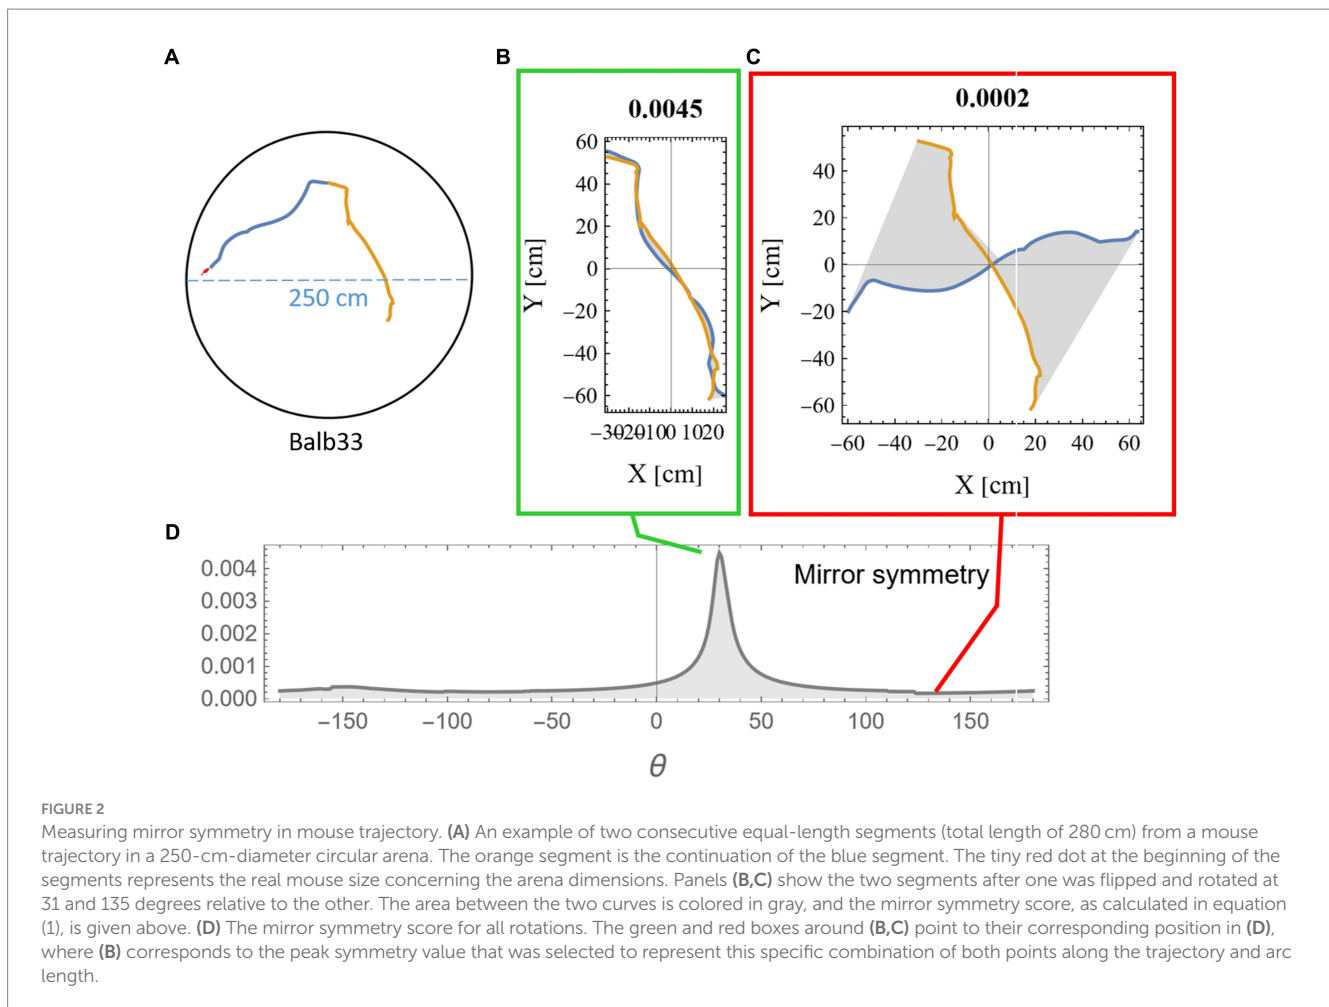 A
B
C
250 cm
Balb33
0.0045
60
40
20
0
−20
−40
−60
Y [cm]
−30−20−10 0 10 20
X [cm]
0.0002
40
20
0
−20
−40
−60
Y [cm]
−60 −40 −20 0 20 40 60
X [cm]
D
Mirror symmetry
0.004
0.003
0.002
0.001
0.000
−150 −100 −50 0 50 100 150
θ
FIGURE 2
Measuring mirror symmetry in mouse trajectory. (A) An example of two consecutive equal-length segments (total length of 280 cm) from a mouse
trajectory in a 250-cm-diameter circular arena. The orange segment is the continuation of the blue segment. The tiny red dot at the beginning of the
segments represents the real mouse size concerning the arena dimensions. Panels (B,C) show the two segments after one was flipped and rotated at
31 and 135 degrees relative to the other. The area between the two curves is colored in gray, and the mirror symmetry score, as calculated in equation
(1), is given above. (D) The mirror symmetry score for all rotations. The green and red boxes around (B,C) point to their corresponding position in (D),
where (B) corresponds to the peak symmetry value that was selected to represent this specific combination of both points along the trajectory and arc
length.